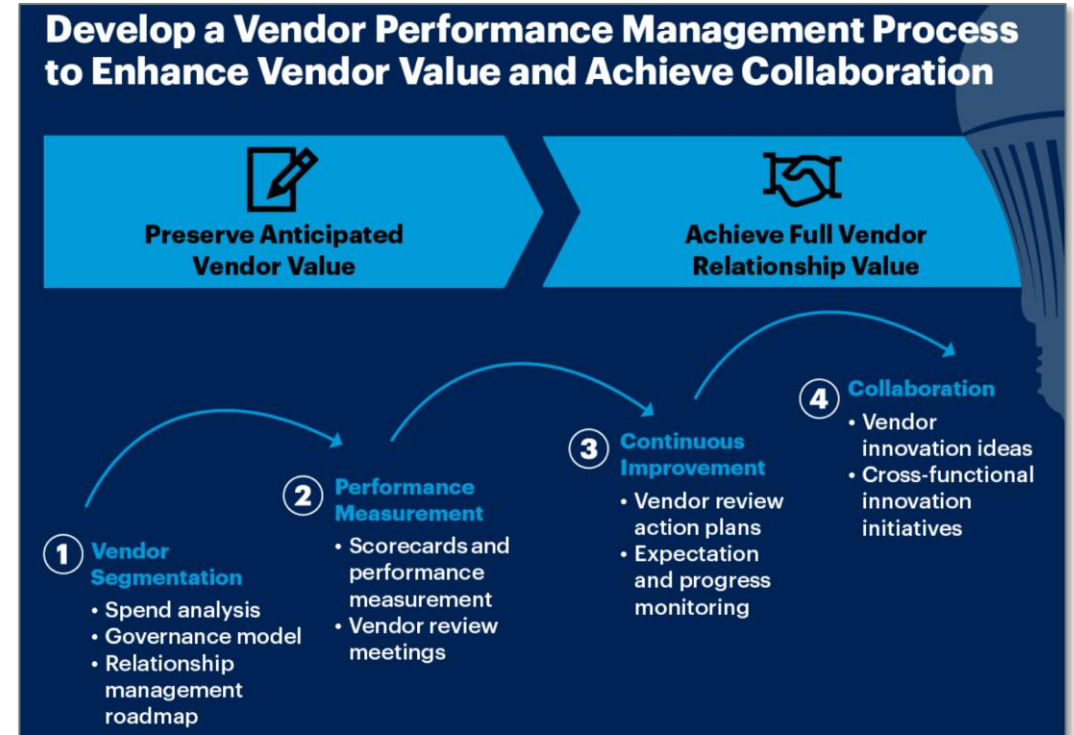 Develop a Vendor Performance Management Process
to Enhance Vendor Value and Achieve Collaboration
Preserve Anticipated
Vendor Value
Achieve Full Vendor
Relationship Value
1 Vendor
Segmentation
• Spend analysis
• Governance model
• Relationship
management
roadmap
2 Performance
Measurement
• Scorecards and
performance
measurement
• Vendor review
meetings
3 Continuous
Improvement
• Vendor review
action plans
• Expectation
and progress
monitoring
4 Collaboration
• Vendor
innovation ideas
• Cross-functional
innovation
initiatives